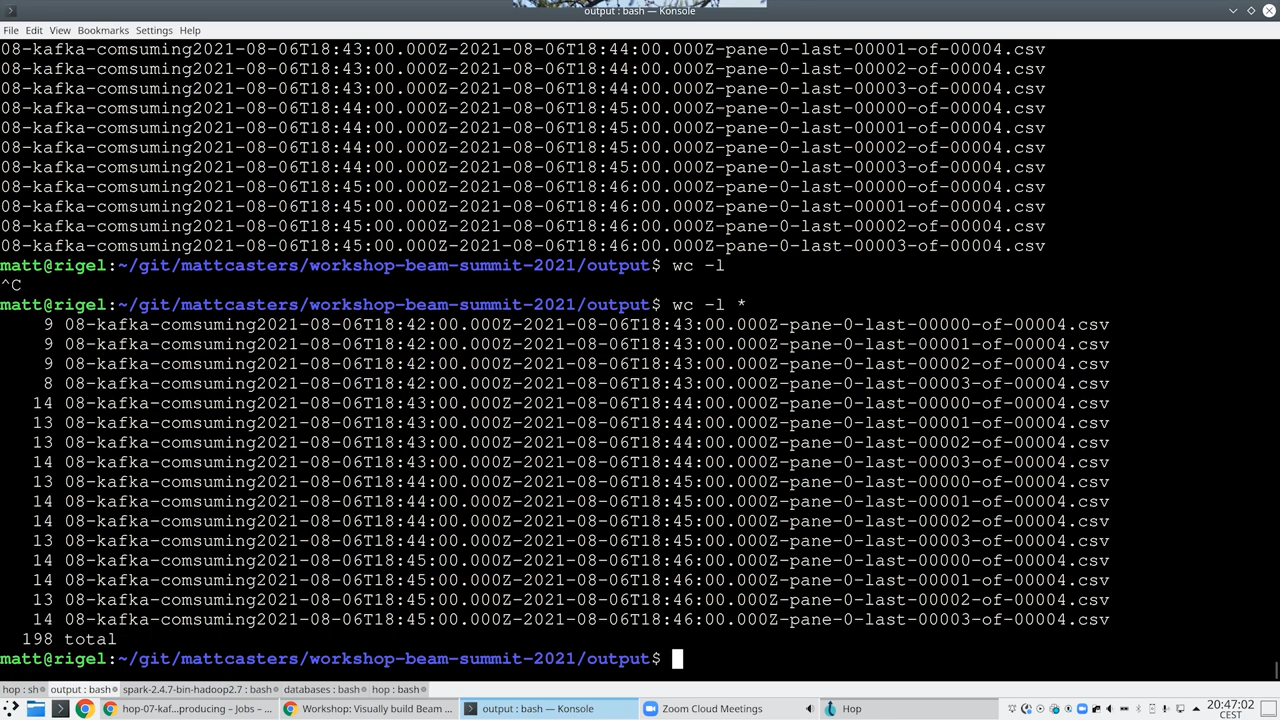 output : bash — Konsole
File Edit View Bookmarks Settings Help
08-kafka-comsuming2021-08-06T18:43:00.000Z-2021-08-06T18:44:00.000Z-pane-0-last-00001-of-00004.csv
08-kafka-comsuming2021-08-06T18:43:00.000Z-2021-08-06T18:44:00.000Z-pane-0-last-00002-of-00004.csv
08-kafka-comsuming2021-08-06T18:43:00.000Z-2021-08-06T18:44:00.000Z-pane-0-last-00003-of-00004.csv
08-kafka-comsuming2021-08-06T18:44:00.000Z-2021-08-06T18:45:00.000Z-pane-0-last-00000-of-00004.csv
08-kafka-comsuming2021-08-06T18:44:00.000Z-2021-08-06T18:45:00.000Z-pane-0-last-00001-of-00004.csv
08-kafka-comsuming2021-08-06T18:44:00.000Z-2021-08-06T18:45:00.000Z-pane-0-last-00002-of-00004.csv
08-kafka-comsuming2021-08-06T18:44:00.000Z-2021-08-06T18:45:00.000Z-pane-0-last-00003-of-00004.csv
08-kafka-comsuming2021-08-06T18:45:00.000Z-2021-08-06T18:46:00.000Z-pane-0-last-00000-of-00004.csv
08-kafka-comsuming2021-08-06T18:45:00.000Z-2021-08-06T18:46:00.000Z-pane-0-last-00001-of-00004.csv
08-kafka-comsuming2021-08-06T18:45:00.000Z-2021-08-06T18:46:00.000Z-pane-0-last-00002-of-00004.csv
08-kafka-comsuming2021-08-06T18:45:00.000Z-2021-08-06T18:46:00.000Z-pane-0-last-00003-of-00004.csv
matt@rigel:~/git/mattcasters/workshop-beam-summit-2021/output$ wc -l
^C
matt@rigel:~/git/mattcasters/workshop-beam-summit-2021/output$ wc -l *
9 08-kafka-comsuming2021-08-06T18:42:00.000Z-2021-08-06T18:43:00.000Z-pane-0-last-00000-of-00004.csv
9 08-kafka-comsuming2021-08-06T18:42:00.000Z-2021-08-06T18:43:00.000Z-pane-0-last-00001-of-00004.csv
9 08-kafka-comsuming2021-08-06T18:42:00.000Z-2021-08-06T18:43:00.000Z-pane-0-last-00002-of-00004.csv
8 08-kafka-comsuming2021-08-06T18:42:00.000Z-2021-08-06T18:43:00.000Z-pane-0-last-00003-of-00004.csv
14 08-kafka-comsuming2021-08-06T18:43:00.000Z-2021-08-06T18:44:00.000Z-pane-0-last-00000-of-00004.csv
13 08-kafka-comsuming2021-08-06T18:43:00.000Z-2021-08-06T18:44:00.000Z-pane-0-last-00001-of-00004.csv
13 08-kafka-comsuming2021-08-06T18:43:00.000Z-2021-08-06T18:44:00.000Z-pane-0-last-00002-of-00004.csv
14 08-kafka-comsuming2021-08-06T18:43:00.000Z-2021-08-06T18:44:00.000Z-pane-0-last-00003-of-00004.csv
13 08-kafka-comsuming2021-08-06T18:44:00.000Z-2021-08-06T18:45:00.000Z-pane-0-last-00000-of-00004.csv
14 08-kafka-comsuming2021-08-06T18:44:00.000Z-2021-08-06T18:45:00.000Z-pane-0-last-00001-of-00004.csv
14 08-kafka-comsuming2021-08-06T18:44:00.000Z-2021-08-06T18:45:00.000Z-pane-0-last-00002-of-00004.csv
13 08-kafka-comsuming2021-08-06T18:44:00.000Z-2021-08-06T18:45:00.000Z-pane-0-last-00003-of-00004.csv
14 08-kafka-comsuming2021-08-06T18:45:00.000Z-2021-08-06T18:46:00.000Z-pane-0-last-00000-of-00004.csv
14 08-kafka-comsuming2021-08-06T18:45:00.000Z-2021-08-06T18:46:00.000Z-pane-0-last-00001-of-00004.csv
13 08-kafka-comsuming2021-08-06T18:45:00.000Z-2021-08-06T18:46:00.000Z-pane-0-last-00002-of-00004.csv
14 08-kafka-comsuming2021-08-06T18:45:00.000Z-2021-08-06T18:46:00.000Z-pane-0-last-00003-of-00004.csv
198 total
matt@rigel:~/git/mattcasters/workshop-beam-summit-2021/output$
hop : sh output : bash spark-2.4.7-bin-hadoop2.7 : bash databases : bash hop : bash
hop-07-kaf...producing – Jobs – ... Workshop: Visually build Beam ... output : bash — Konsole Zoom Cloud Meetings Hop 20:47:02
CEST